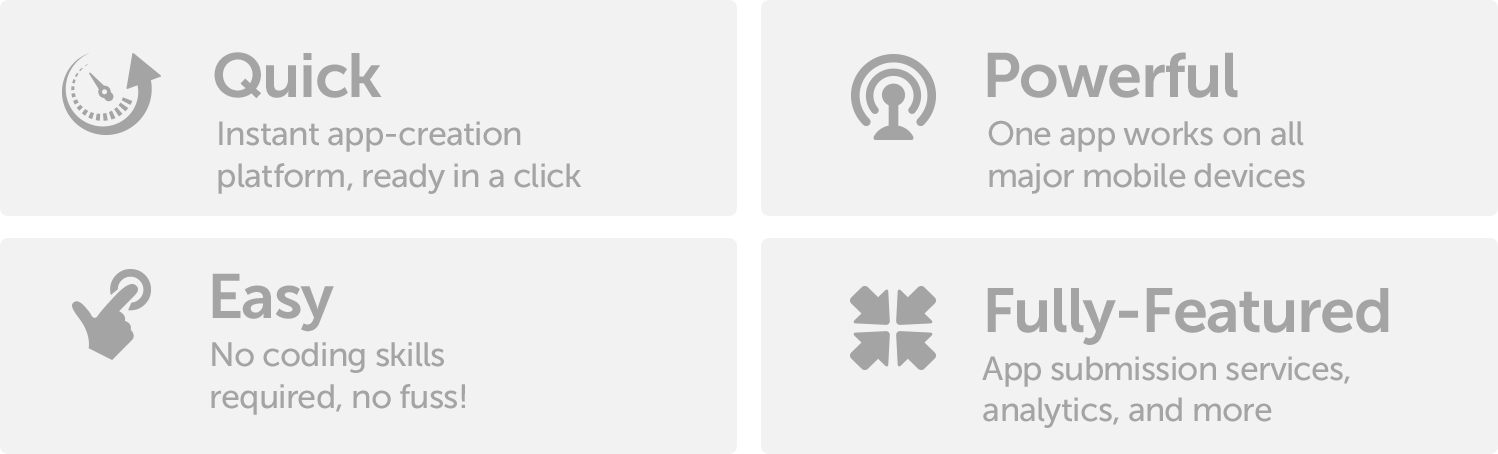 Quick
Instant app-creation
platform, ready in a click
Powerful
One app works on all
major mobile devices
Easy
No coding skills
required, no fuss!
Fully-Featured
App submission services,
analytics, and more